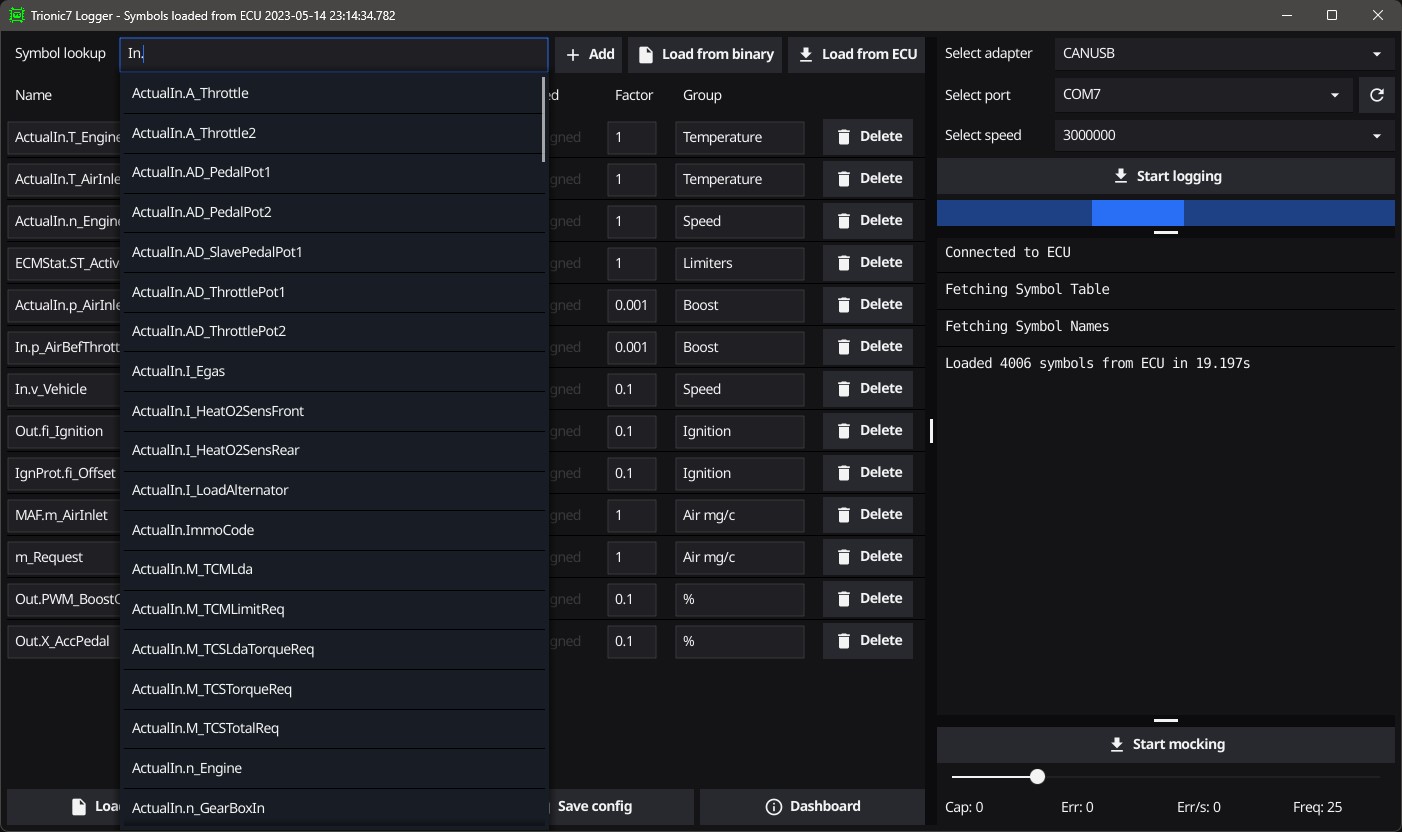 Trionic7 Logger - Symbols loaded from ECU 2023-05-14 23:14:34.782
Symbol lookup In. Add Load from binary Load from ECU
Name Factor Group
ActualIn.A_Throttle
ActualIn.A_Throttle2
ActualIn.AD_PedalPot1
ActualIn.AD_PedalPot2
ActualIn.AD_SlavePedalPot1
ActualIn.AD_ThrottlePot1
ActualIn.AD_ThrottlePot2
ActualIn.I_Egas
ActualIn.I_HeatO2SensFront
ActualIn.I_HeatO2SensRear
ActualIn.I_LoadAlternator
ActualIn.ImmoCode
ActualIn.M_TCMLda
ActualIn.M_TCMLimitReq
ActualIn.M_TCSLdaTorqueReq
ActualIn.M_TCSTorqueReq
ActualIn.M_TCSTotalReq
ActualIn.n_Engine
ActualIn.n_GearBoxIn
ActualIn.T_Engine gned 1 Temperature Delete
ActualIn.T_AirInle gned 1 Temperature Delete
ActualIn.n_Engine gned 1 Speed Delete
ECMStat.ST_Activ gned 1 Limiters Delete
ActualIn.p_AirInle gned 0.001 Boost Delete
In.p_AirBefThrott gned 0.001 Boost Delete
In.v_Vehicle gned 0.1 Speed Delete
Out.fi_Ignition gned 0.1 Ignition Delete
IgnProt.fi_Offset gned 0.1 Ignition Delete
MAF.m_AirInlet gned 1 Air mg/c Delete
m_Request gned 1 Air mg/c Delete
Out.PWM_BoostC gned 0.1 % Delete
Out.X_AccPedal gned 0.1 % Delete
Loa Save config Dashboard
Select adapter CANUSB
Select port COM7
Select speed 3000000
Start logging
Connected to ECU
Fetching Symbol Table
Fetching Symbol Names
Loaded 4006 symbols from ECU in 19.197s
Start mocking
Cap: 0 Err: 0 Err/s: 0 Freq: 25